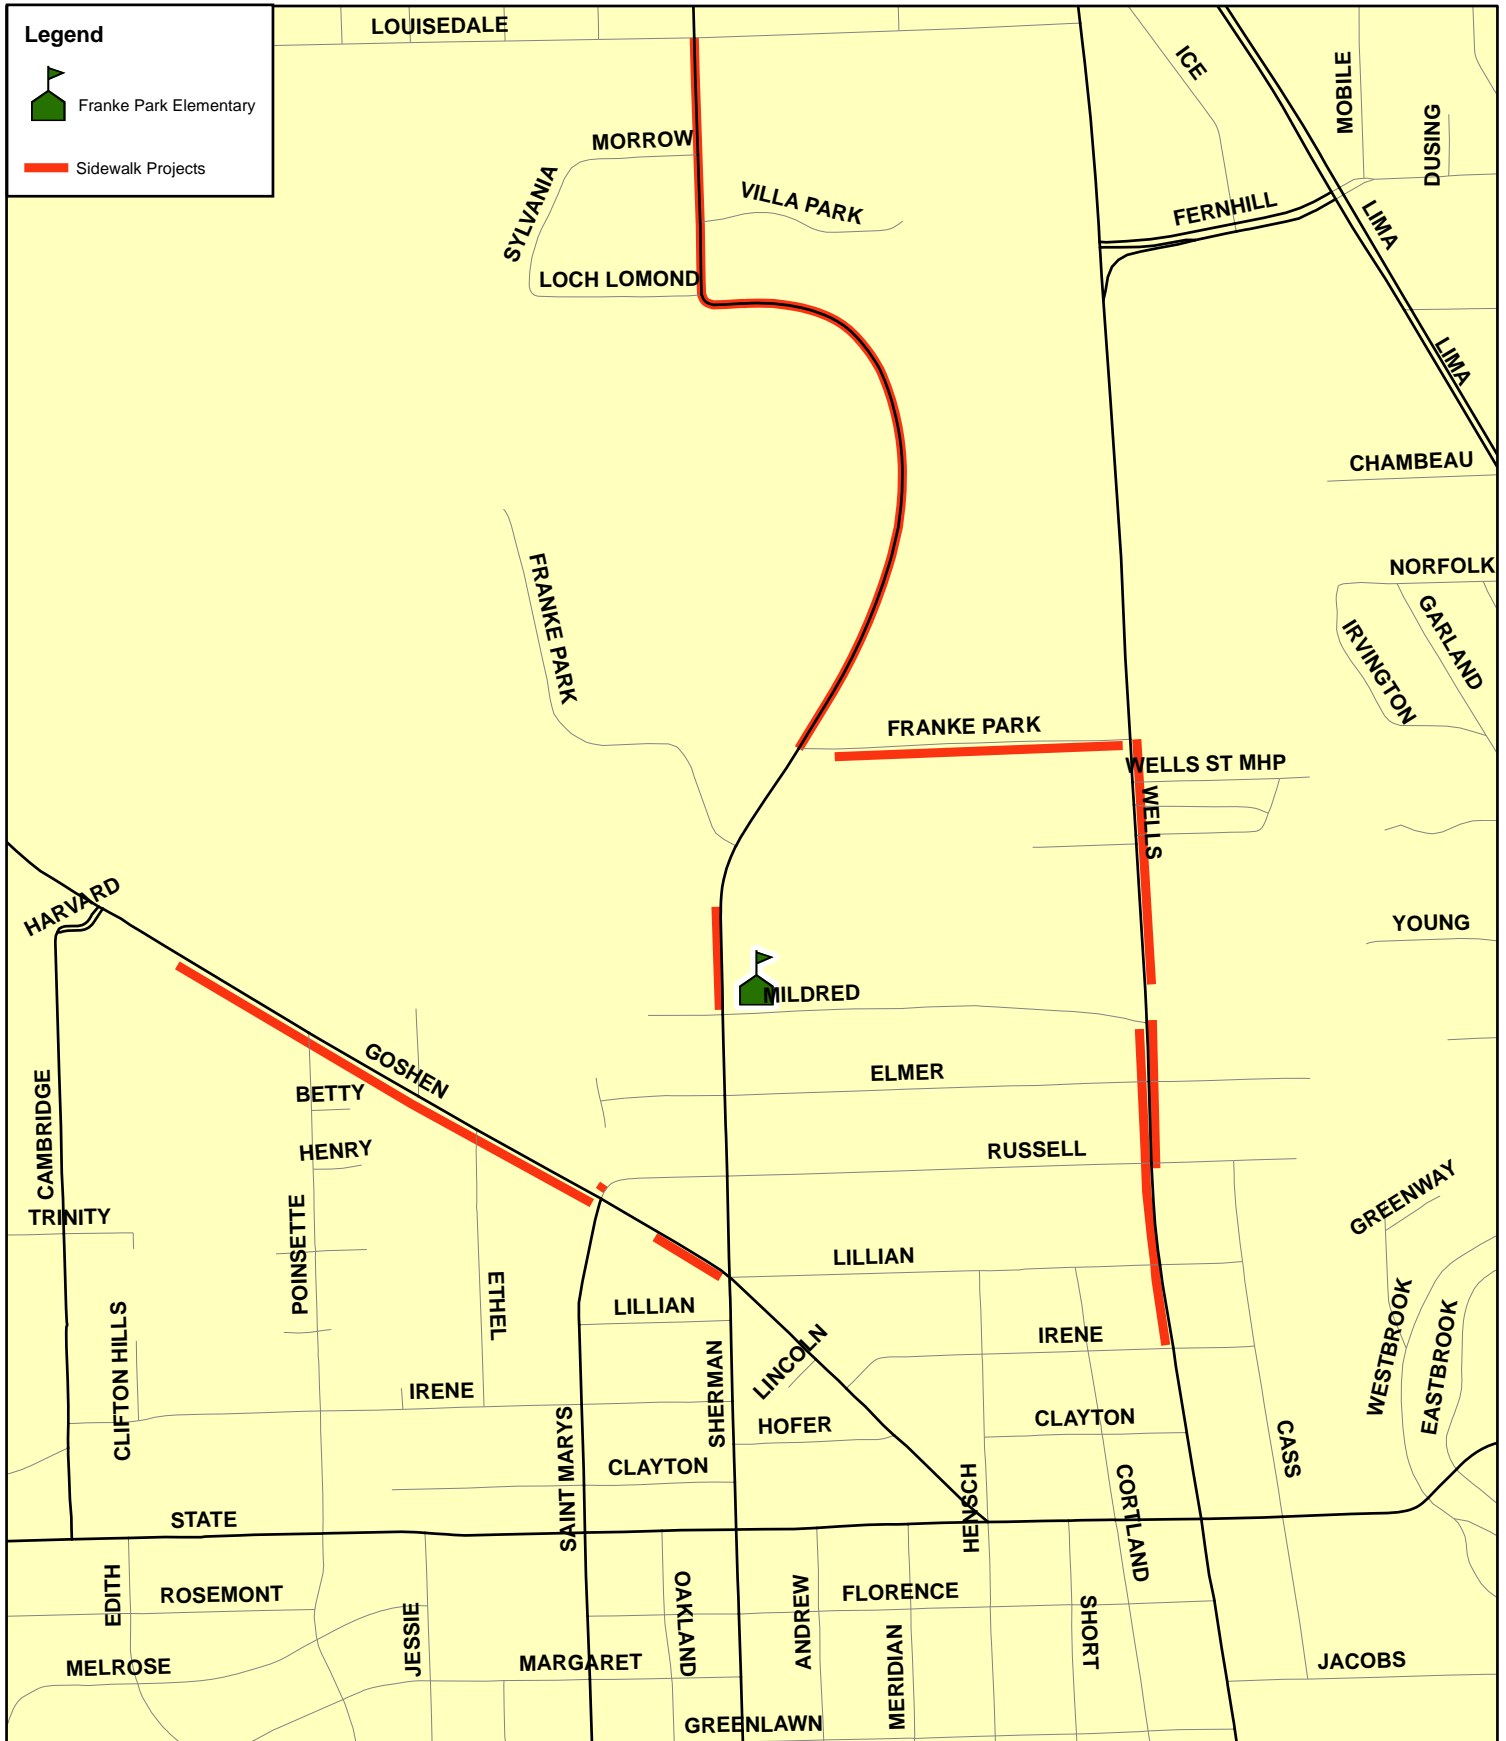 Legend
Franke Park Elementary
Sidewalk Projects
LOUISEDALE
ICE
MOBILE
DUSING
MORROW
SYLVANIA
VILLA PARK
FERNHILL
LIMA
LOCH LOMOND
LIMA
CHAMBEAU
FRANKE PARK
NORFOLK
GARLAND
IRVINGTON
FRANKE PARK
WELLS ST MHP
WELLS
HARVARD
YOUNG
MILDRED
GOSHEN
ELMER
BETTY
CAMBRIDGE
HENRY
RUSSELL
GREENWAY
TRINITY
POINSETTE
LILLIAN
ETHEL
LILLIAN
CLIFTON HILLS
SHERMAN
LINCOLN
IRENE
WESTBROOK
EASTBROOK
IRENE
HOFER
CLAYTON
CASS
SAINT MARYS
CLAYTON
HENSCH
CORTLAND
STATE
EDITH
ROSEMONT
OAKLAND
ANDREW
FLORENCE
SHORT
JESSIE
MERIDIAN
MELROSE
MARGARET
JACOBS
GREENLAWN